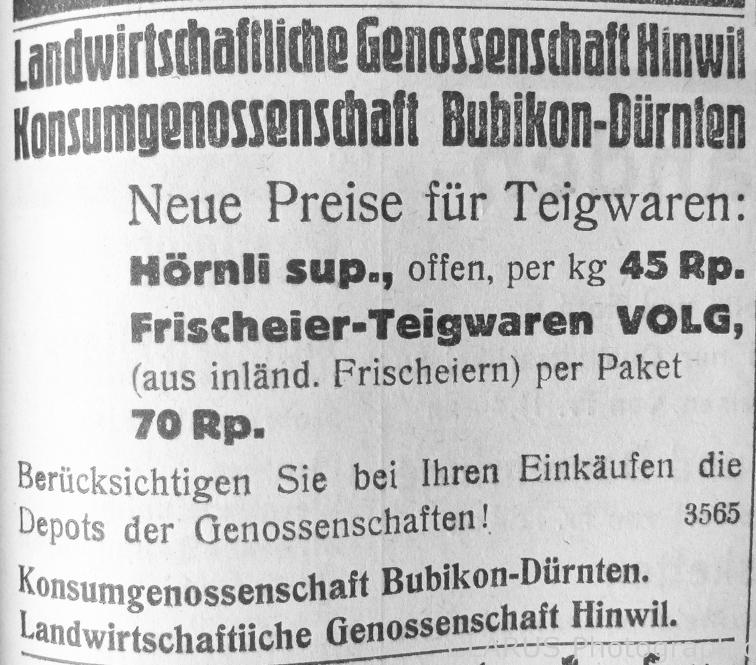 Landwirtschaftliche Genossenschaft Hinwil
Konsumgenossenschaft Bubikon-Dürnten
Neue Preise für Teigwaren:
Hörnli sup., offen, per kg 45 Rp.
Frischeier-Teigwaren VOLG,
(aus inländ. Frischeiern) per Paket
70 Rp.
Berücksichtigen Sie bei Ihren Einkäufen die
Depots der Genossenschaften! 3565
Konsumgenossenschaft Bubikon-Dürnten.
Landwirtschaftiiche Genossenschaft Hinwil.